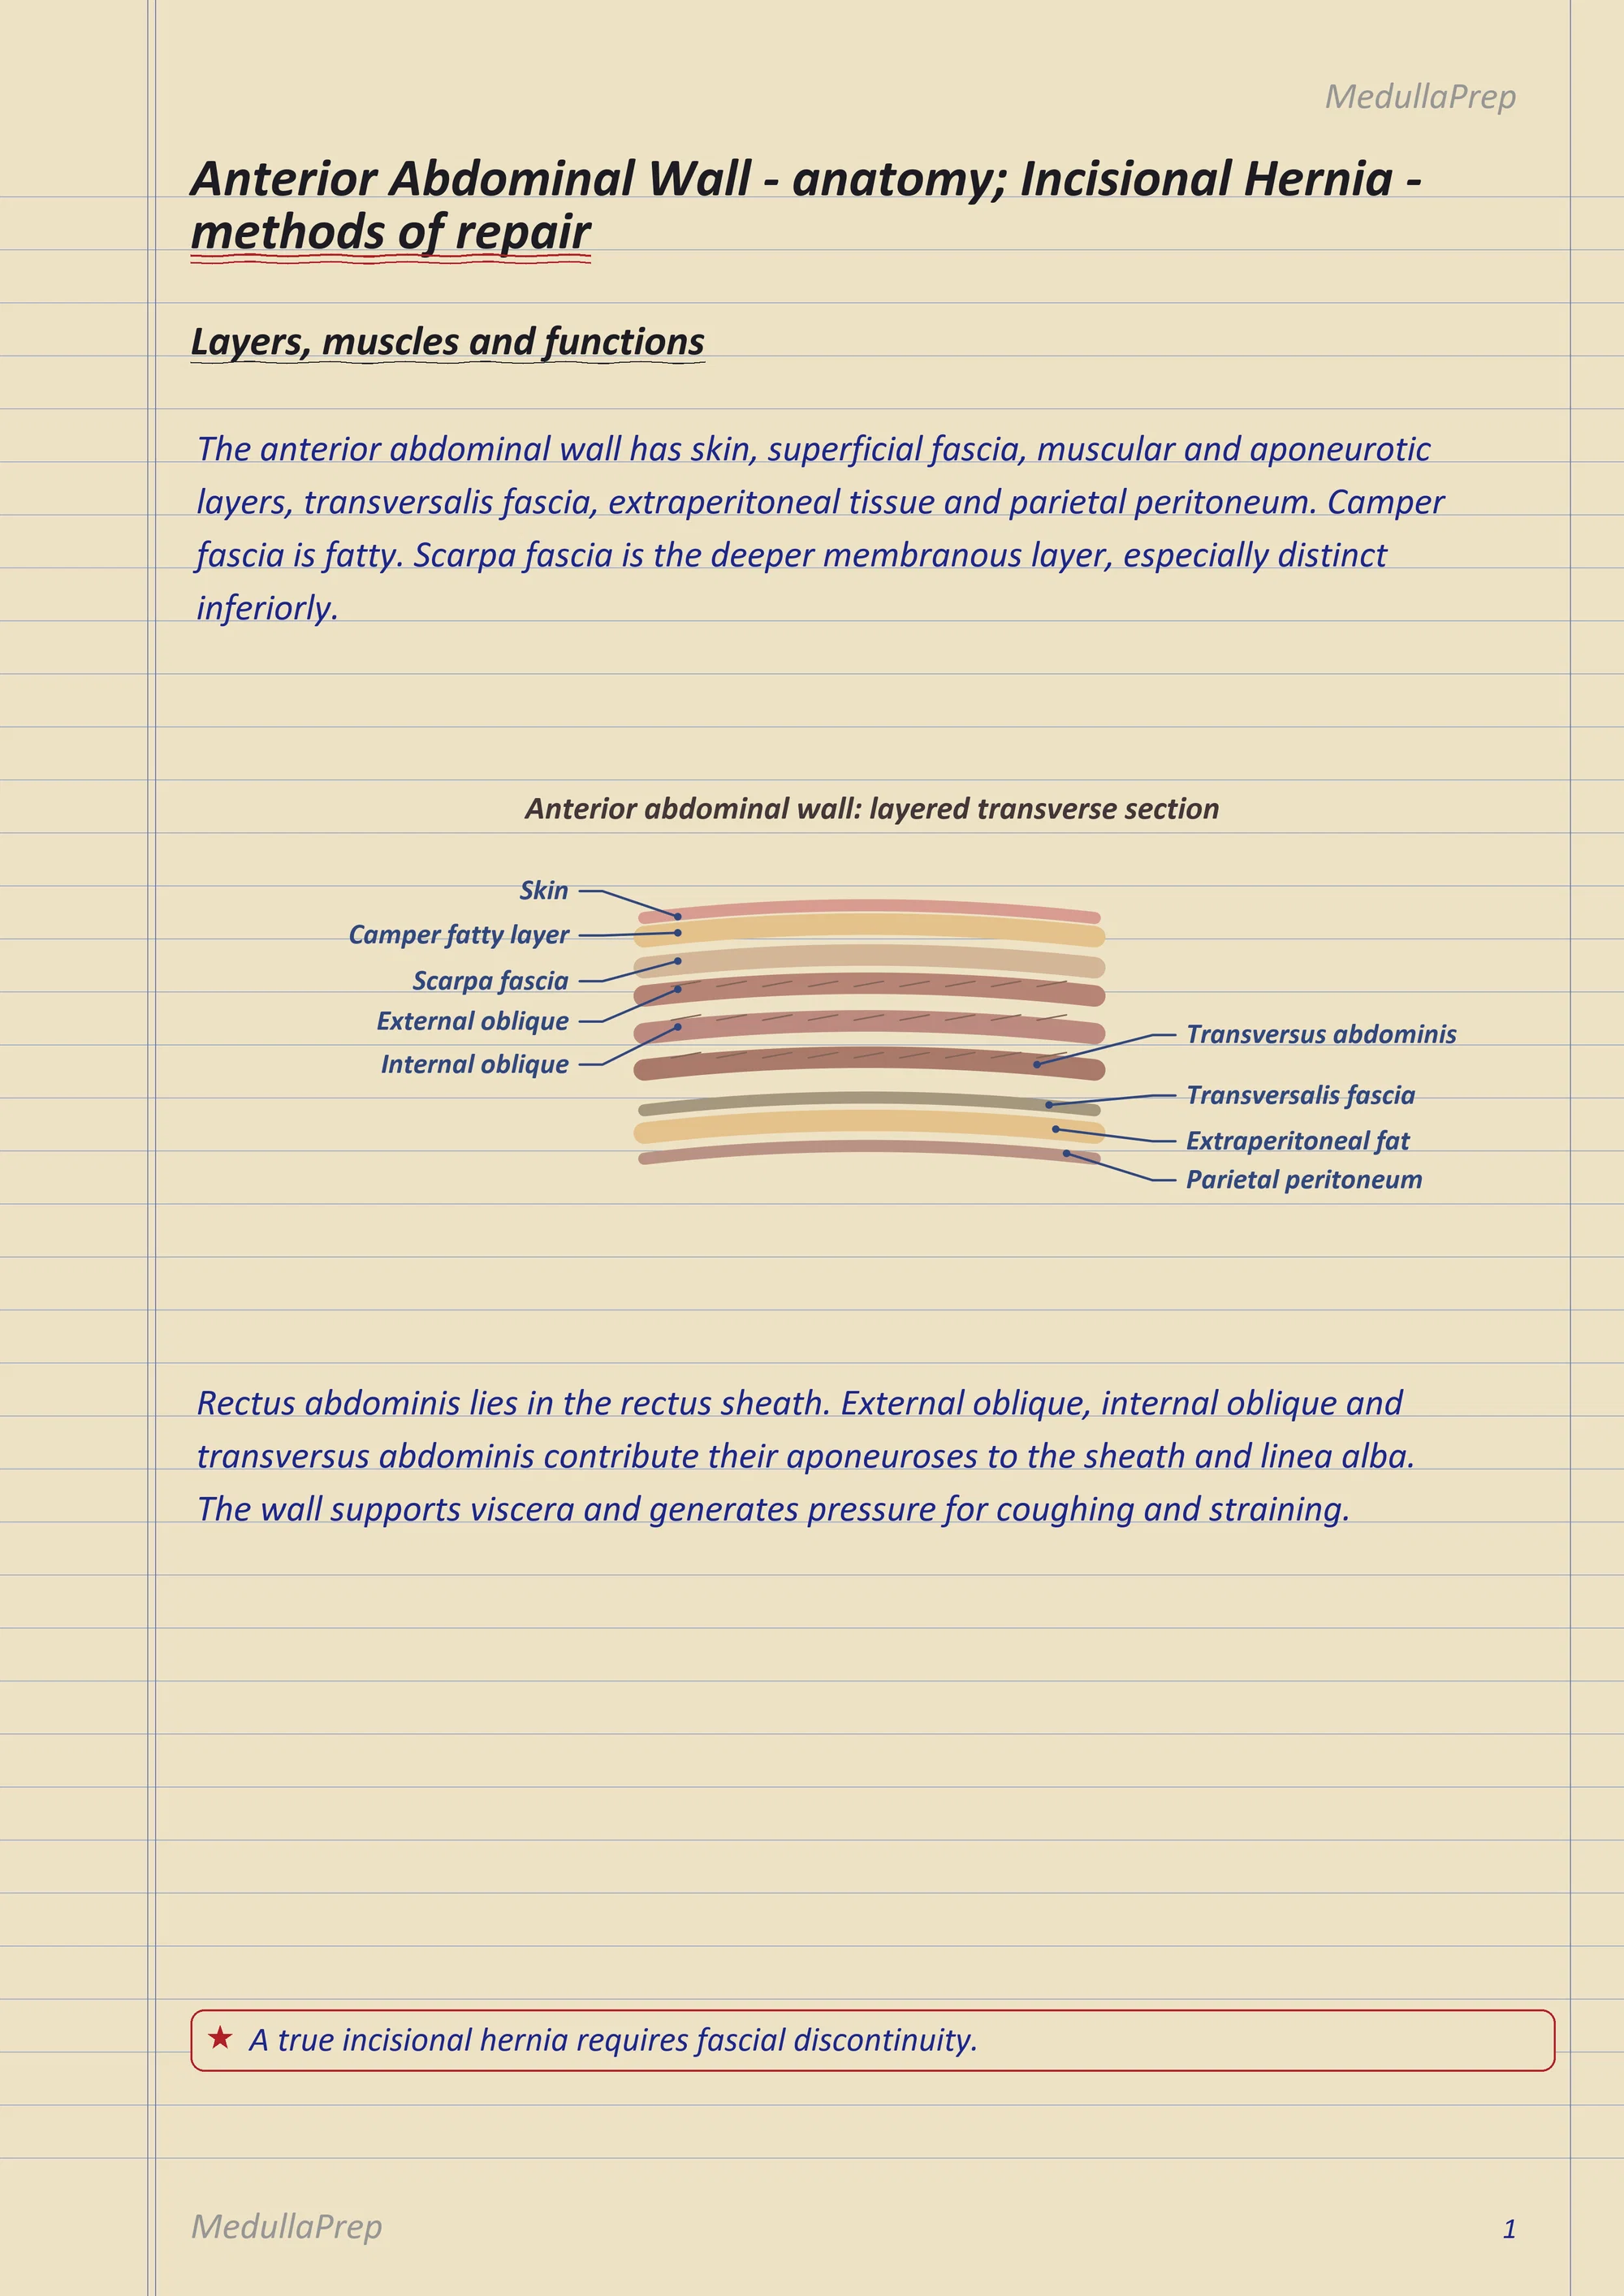 MedullaPrep
Anterior Abdominal Wall - anatomy; Incisional Hernia -
methods of repair
Layers, muscles and functions
The anterior abdominal wall has skin, superficial fascia, muscular and aponeurotic
layers, transversalis fascia, extraperitoneal tissue and parietal peritoneum. Camper
fascia is fatty. Scarpa fascia is the deeper membranous layer, especially distinct
inferiorly.
Anterior abdominal wall: layered transverse section
Skin
Camper fatty layer
Scarpa fascia
External oblique
Internal oblique
Transversus abdominis
Transversalis fascia
Extraperitoneal fat
Parietal peritoneum
Rectus abdominis lies in the rectus sheath. External oblique, internal oblique and
transversus abdominis contribute their aponeuroses to the sheath and linea alba.
The wall supports viscera and generates pressure for coughing and straining.
★ A true incisional hernia requires fascial discontinuity.
MedullaPrep
1